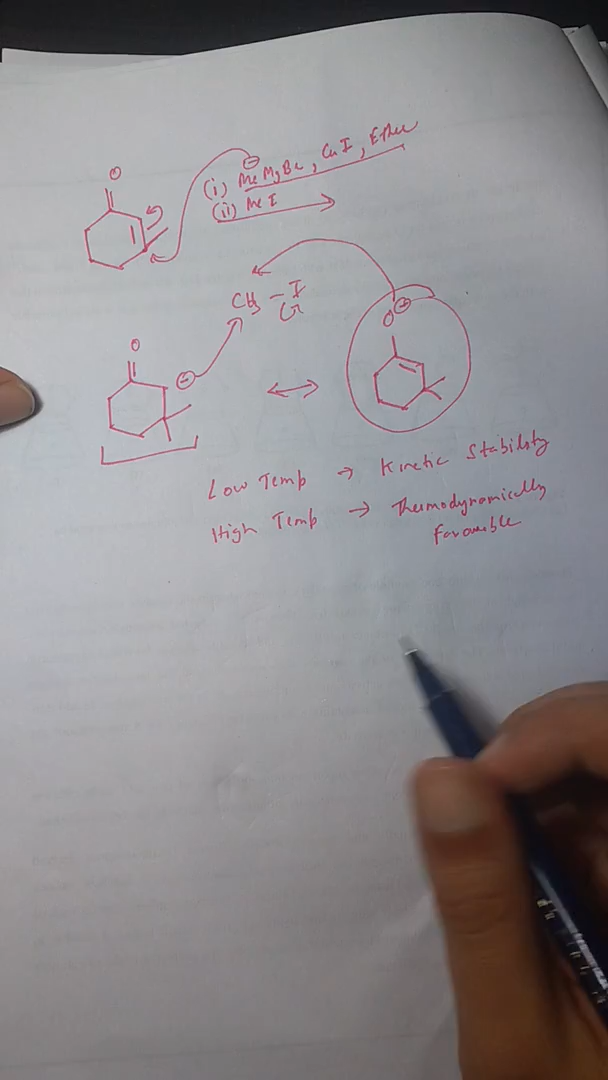 O
⊖
(i) MeMgBr, CuI, Ether
(ii) MeI
CH3 - I
O ⊖
O
⊖
Low Temp → Kinetic Stability
High Temp → Thermodynamically
Favourable